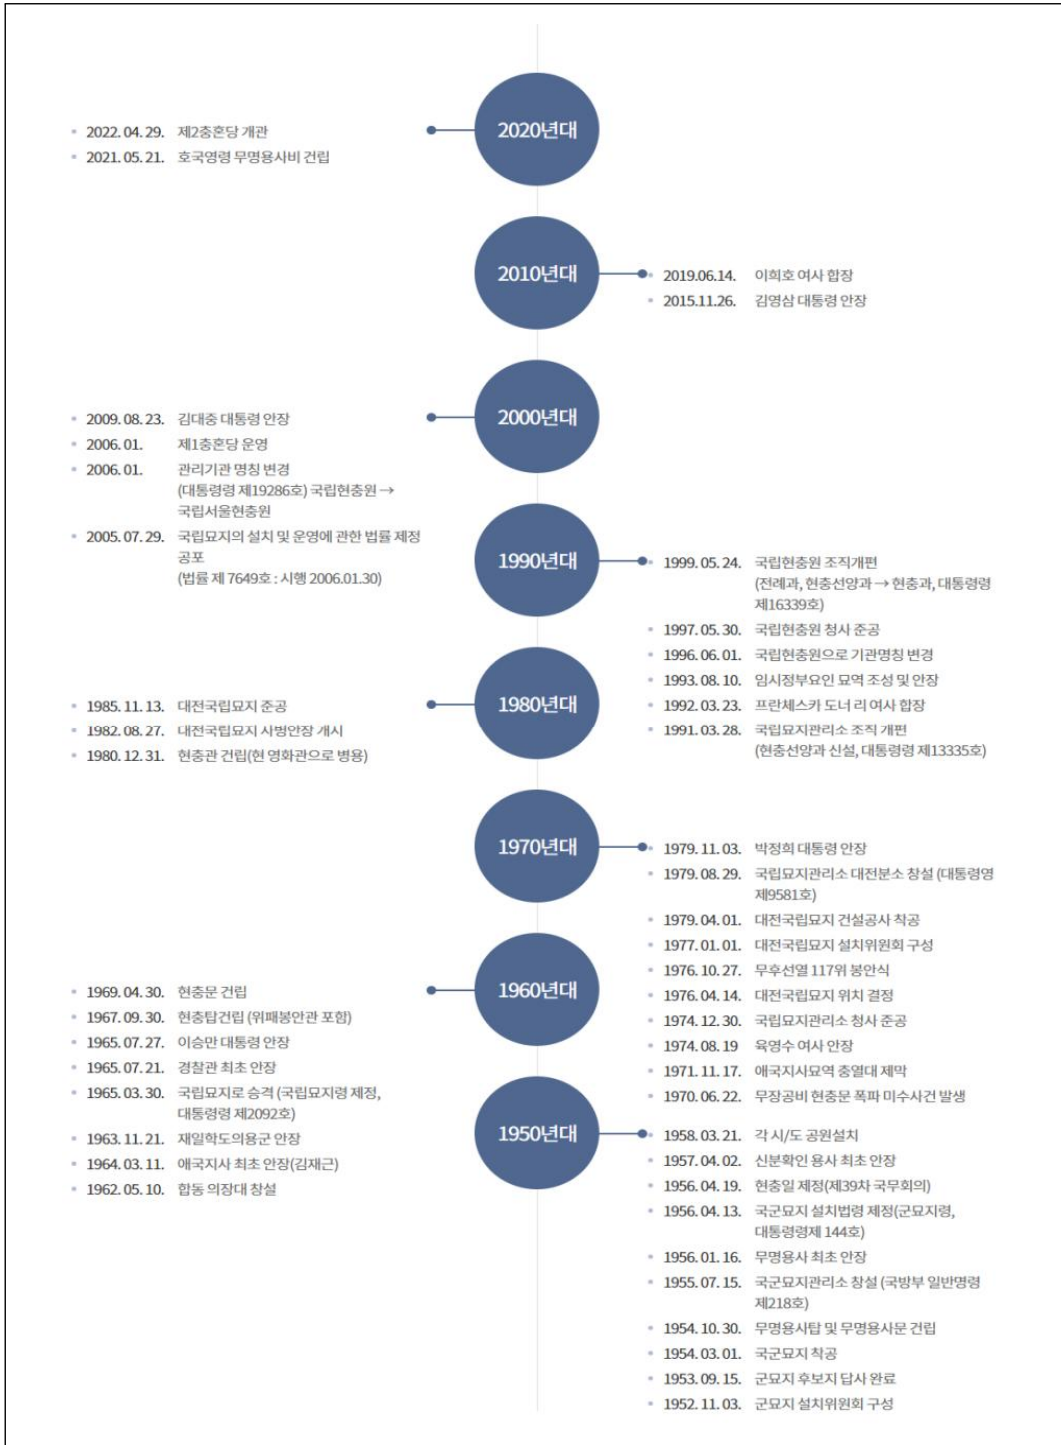 2020년대
2022. 04. 29. 제2충혼당 개관
2021. 05. 21. 호국영령 무명용사비 건립
2010년대
2019.06.14. 이희호 여사 합장
2015.11.26. 김영삼 대통령 안장
2000년대
2009. 08. 23. 김대중 대통령 안장
2006. 01. 제1충혼당 운영
2006. 01. 관리기관 명칭 변경
(대통령령 제19286호) 국립현충원 →
국립서울현충원
2005. 07. 29. 국립묘지의 설치 및 운영에 관한 법률 제정
공포
(법률 제 7649호 : 시행 2006.01.30)
1990년대
1999. 05. 24. 국립현충원 조직개편
(전례과, 현충선양과 → 현충과, 대통령령
제16339호)
1997. 05. 30. 국립현충원 청사 준공
1996. 06. 01. 국립현충원으로 기관명칭 변경
1993. 08. 10. 임시정부요인 묘역 조성 및 안장
1992. 03. 23. 프란체스카 도너 리 여사 합장
1991. 03. 28. 국립묘지관리소 조직 개편
(현충선양과 신설, 대통령령 제13335호)
1980년대
1985. 11. 13. 대전국립묘지 준공
1982. 08. 27. 대전국립묘지 사병안장 개시
1980. 12. 31. 현충관 건립(현 영화관으로 병용)
1970년대
1979. 11. 03. 박정희 대통령 안장
1979. 08. 29. 국립묘지관리소 대전분소 창설 (대통령영
제9581호)
1979. 04. 01. 대전국립묘지 건설공사 착공
1977. 01. 01. 대전국립묘지 설치위원회 구성
1976. 10. 27. 무후선열 117위 봉안식
1976. 04. 14. 대전국립묘지 위치 결정
1974. 12. 30. 국립묘지관리소 청사 준공
1974. 08. 19 육영수 여사 안장
1971. 11. 17. 애국지사묘역 충열대 제막
1970. 06. 22. 무장공비 현충문 폭파 미수사건 발생
1960년대
1969. 04. 30. 현충문 건립
1967. 09. 30. 현충탑건립 (위패봉안관 포함)
1965. 07. 27. 이승만 대통령 안장
1965. 07. 21. 경찰관 최초 안장
1965. 03. 30. 국립묘지로 승격 (국립묘지령 제정,
대통령령 제2092호)
1963. 11. 21. 재일학도의용군 안장
1964. 03. 11. 애국지사 최초 안장(김재근)
1962. 05. 10. 합동 의장대 창설
1950년대
1958. 03. 21. 각 시/도 공원설치
1957. 04. 02. 신분확인 용사 최초 안장
1956. 04. 19. 현충일 제정(제39차 국무회의)
1956. 04. 13. 국군묘지 설치법령 제정(군묘지령,
대통령령제 144호)
1956. 01. 16. 무명용사 최초 안장
1955. 07. 15. 국군묘지관리소 창설 (국방부 일반명령
제218호)
1954. 10. 30. 무명용사탑 및 무명용사문 건립
1954. 03. 01. 국군묘지 착공
1953. 09. 15. 군묘지 후보지 답사 완료
1952. 11. 03. 군묘지 설치위원회 구성